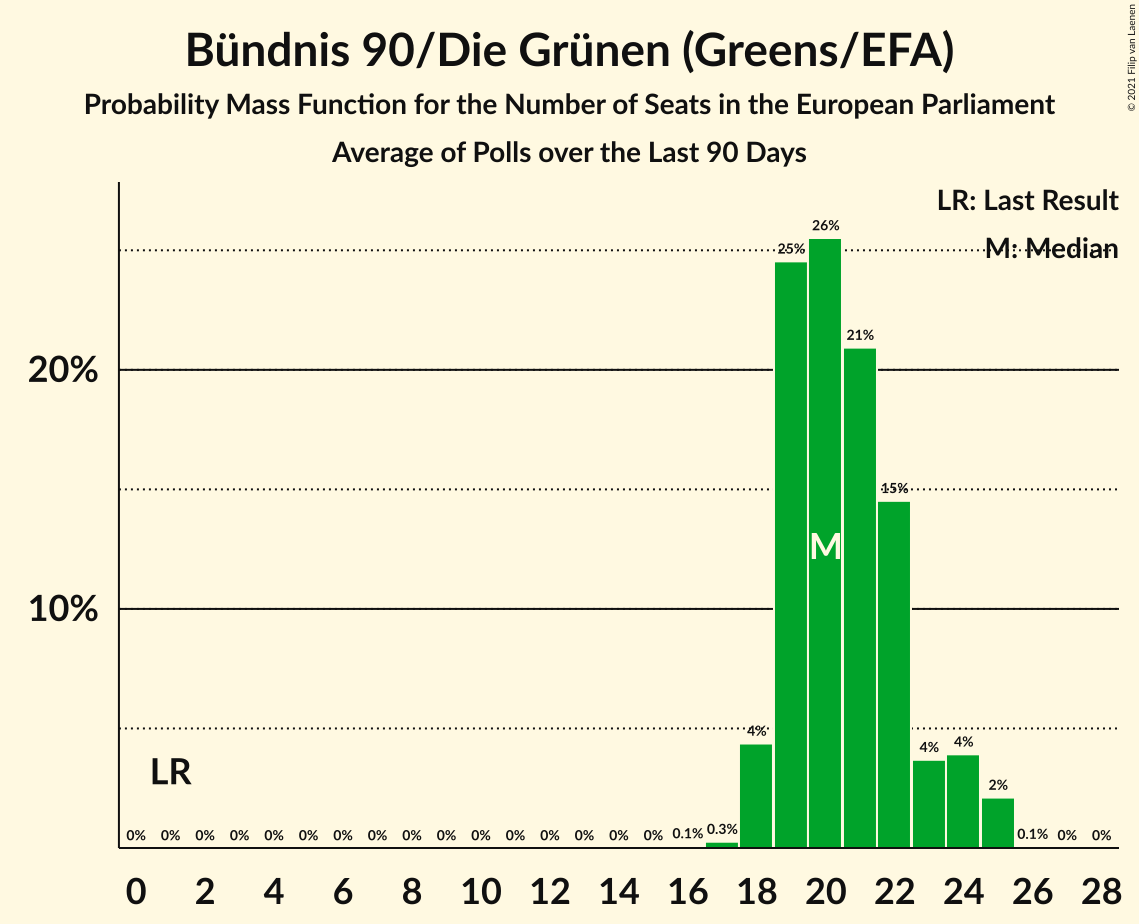 Bündnis 90/Die Grünen (Greens/EFA)
Probability Mass Function for the Number of Seats in the European Parliament
Average of Polls over the Last 90 Days
© 2021 Filip van Laenen
LR: Last Result
M: Median
26%
25%
21%
20%
15%
M
10%
4%
4%
4%
LR
2%
0% 0% 0% 0% 0% 0% 0% 0% 0% 0% 0% 0% 0% 0% 0% 0% 0.1% 0.3% 0.1% 0% 0%
0 2 4 6 8 10 12 14 16 18 20 22 24 26 28